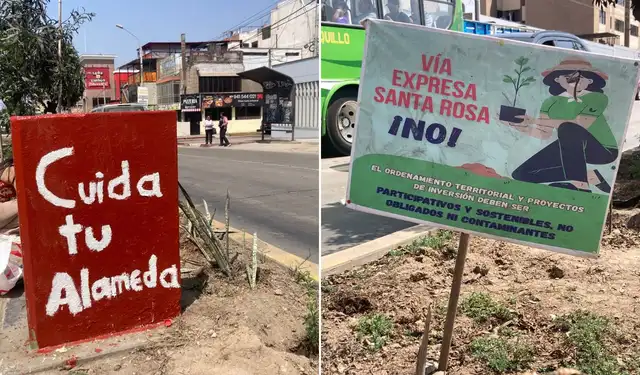 Cuida
tu
Alameda
QUILLO
VÍA
EXPRESA
SANTA ROSA
¡NO!
EL ORDENAMIENTO TERRITORIAL Y PROYECTOS
DE INVERSIÓN DEBEN SER
PARTICIPATIVOS Y SOSTENIBLES, NO
OBLIGADOS NI CONTAMINANTES